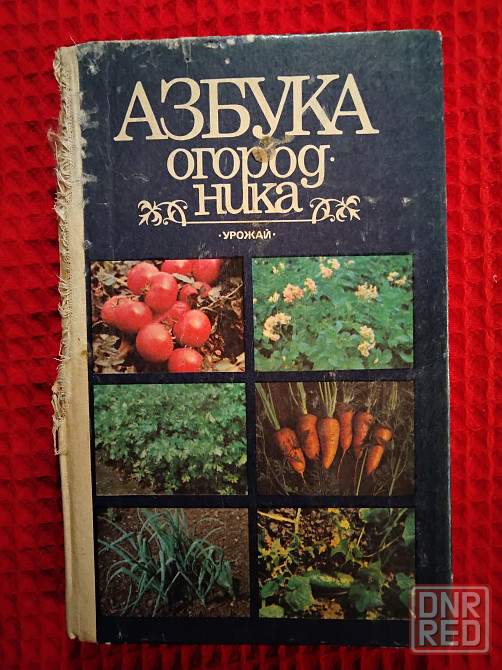 АЗБУКА
огород·
ника
·УРОЖАЙ·
DNR
RED